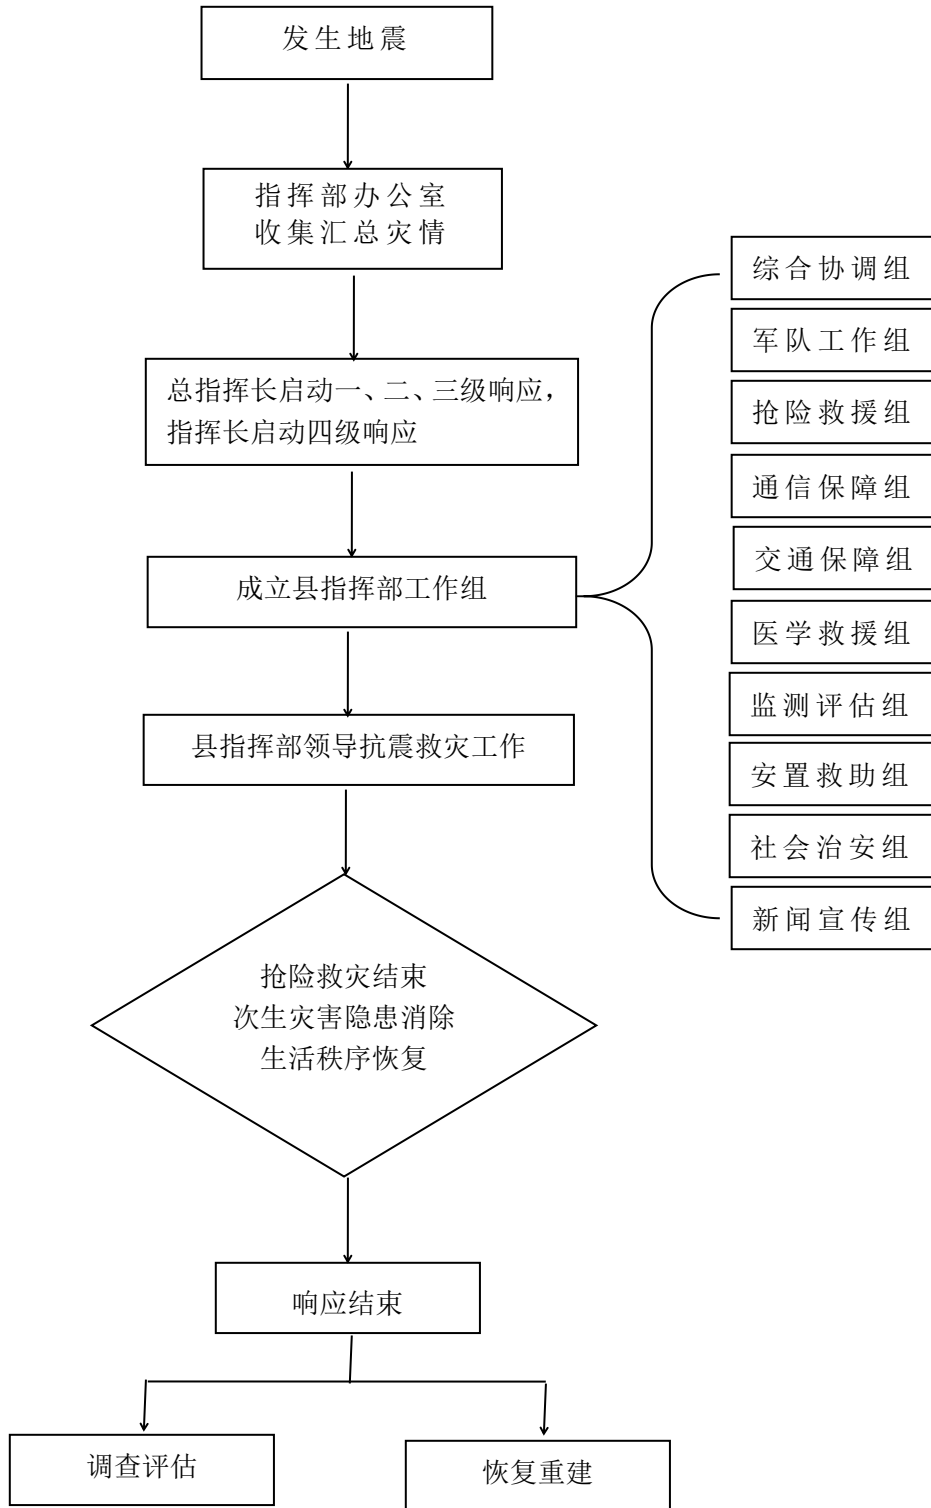 发生地震
指挥部办公室
收集汇总灾情
总指挥长启动一、二、三级响应，
指挥长启动四级响应
成立县指挥部工作组
综合协调组
军队工作组
抢险救援组
通信保障组
交通保障组
医学救援组
监测评估组
安置救助组
社会治安组
新闻宣传组
县指挥部领导抗震救灾工作
抢险救灾结束
次生灾害隐患消除
生活秩序恢复
响应结束
调查评估
恢复重建